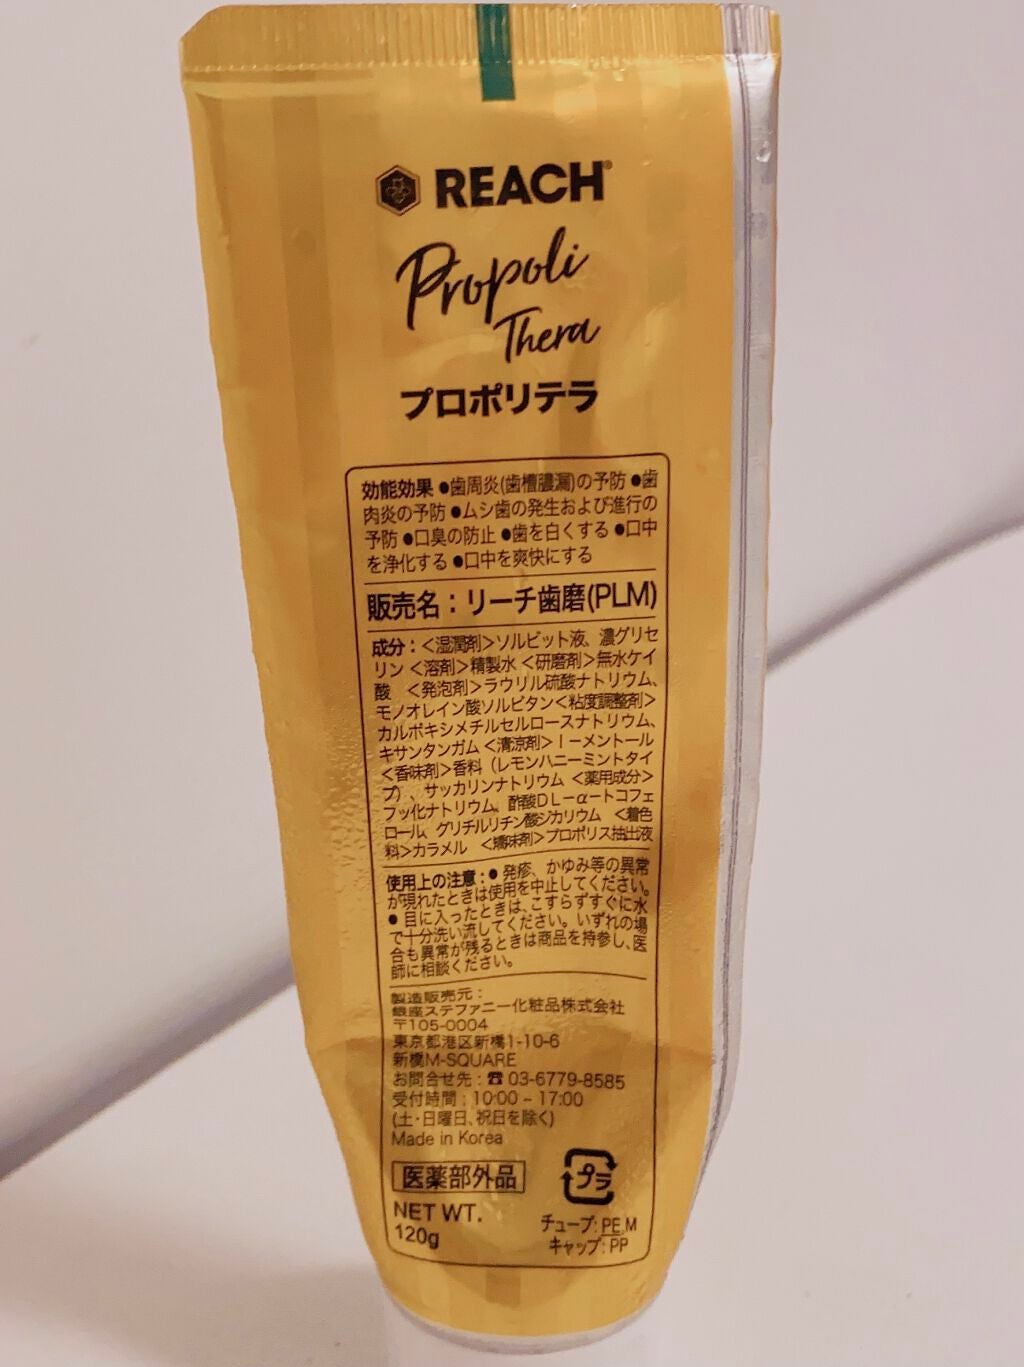 REACH®
Propoli
Thera
プロポリテラ
効能効果 ●歯周炎(歯槽膿漏)の予防 ●歯
肉炎の予防 ●ムシ歯の発生および進行の
予防 ●口臭の防止 ●歯を白くする ●口中
を浄化する ●口中を爽快にする
販売名：リーチ歯磨(PLM)
成分：＜湿潤剤＞ソルビット液、濃グリセ
リン ＜溶剤＞精製水 ＜研磨剤＞無水ケイ
酸 ＜発泡剤＞ラウリル硫酸ナトリウム、
モノオレイン酸ソルビタン＜粘度調整剤＞
カルボキシメチルセルロースナトリウム、
キサンタンガム ＜清涼剤＞ l－メントール
＜香味剤＞香料（レモンハニーミントタイ
プ）、サッカリンナトリウム ＜薬用成分＞
フッ化ナトリウム、酢酸DL－α－トコフェ
ロール、グリチルリチン酸ジカリウム ＜着色
料＞カラメル ＜矯味剤＞プロポリス抽出液
使用上の注意：● 発疹、かゆみ等の異常
が現れたときは使用を中止してください。
● 目に入ったときは、こすらずすぐに水
で十分洗い流してください。いずれの場
合も異常が残るときは商品を持参し、医
師に相談ください。
製造販売元：
銀座ステファニー化粧品株式会社
〒105-0004
東京都港区新橋1-10-6
新橋M-SQUARE
お問合せ先：☎ 03-6779-8585
受付時間：10:00 – 17:00
(土・日曜日、祝日を除く)
Made in Korea
医薬部外品
プラ
NET WT.
120g
チューブ: PE,M
キャップ: PP